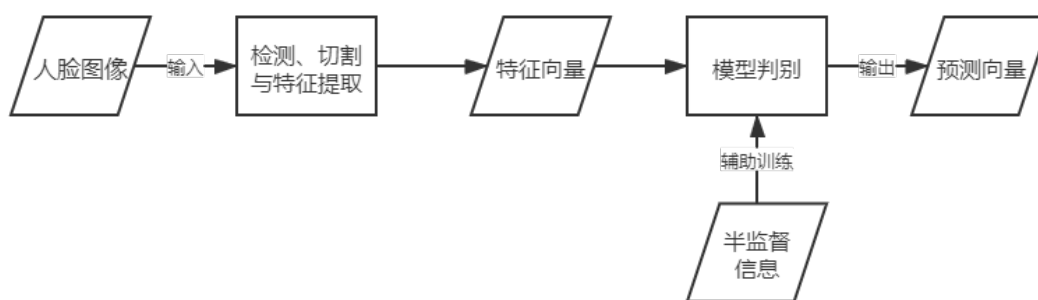 人脸图像
输入
检测、切割
与特征提取
特征向量
模型判别
输出
预测向量
辅助训练
半监督
信息